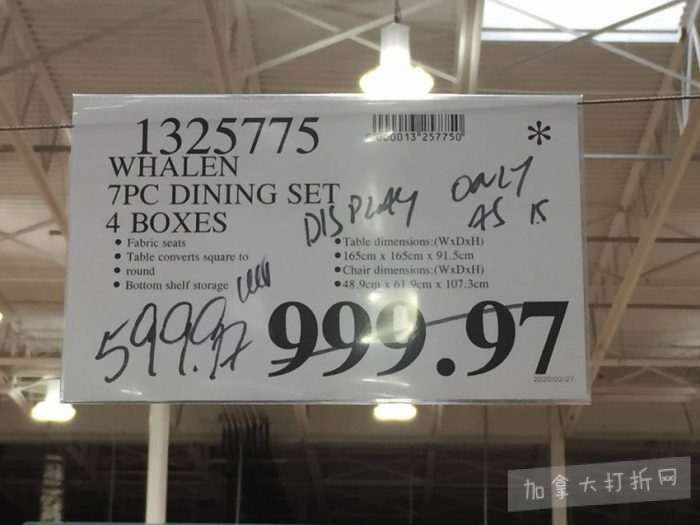 1325775
000013 257750
*
WHALEN
7PC DINING SET
4 BOXES
DISPLAY ONLY
AS IS
• Fabric seats
• Table converts square to
• round
• Bottom shelf storage
• Table dimensions:(WxDxH)
• 165cm x 165cm x 91.5cm
• Chair dimensions:(WxDxH)
• 48.9cm x 61.9cm x 107.3cm
599.97
999.97
2020/02/27
加拿大打折网